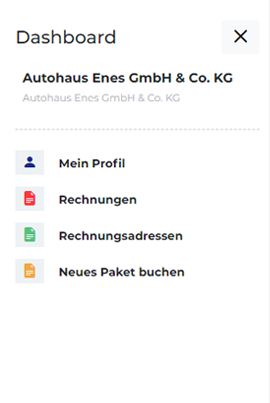 Dashboard
Autohaus Enes GmbH & Co. KG
Autohaus Enes GmbH & Co. KG
Mein Profil
Rechnungen
Rechnungsadressen
Neues Paket buchen